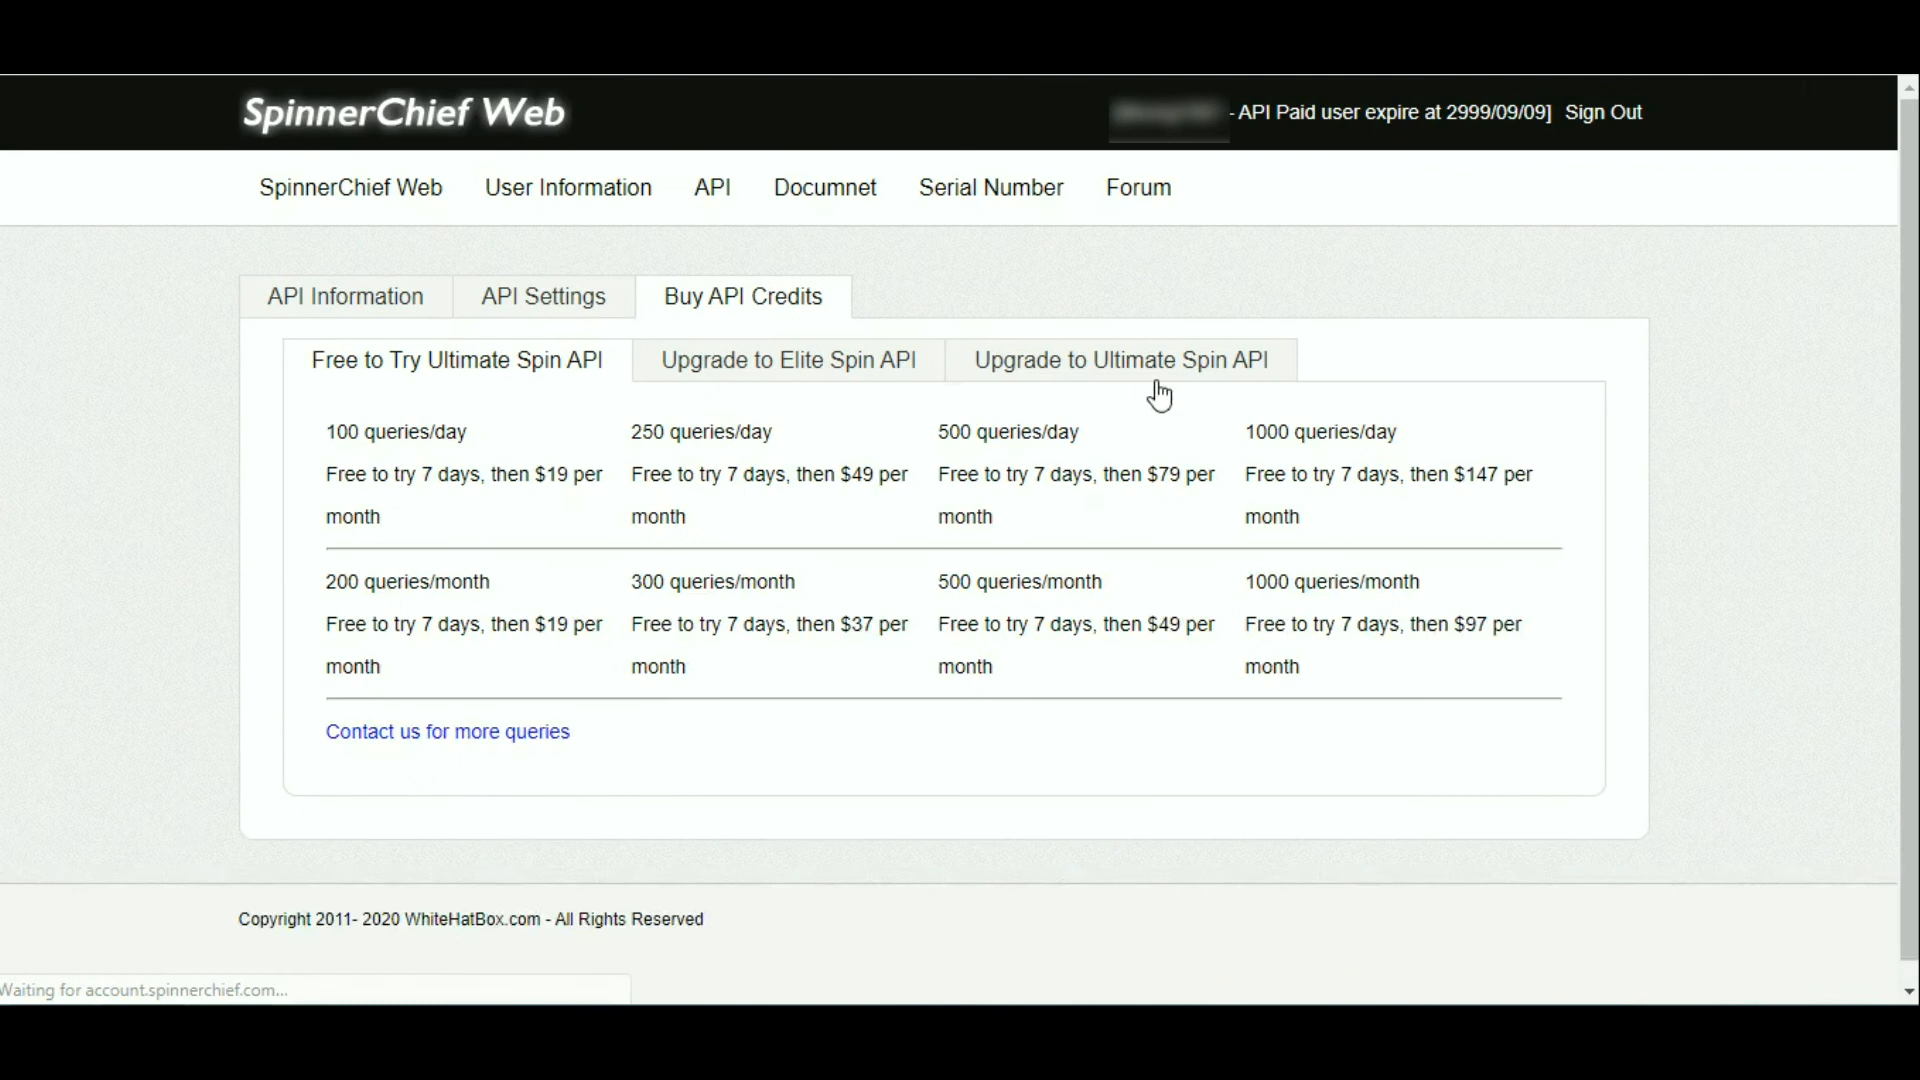 SpinnerChief Web
- API Paid user expire at 2999/09/09] Sign Out
SpinnerChief Web User Information API Documnet Serial Number Forum
API Information API Settings Buy API Credits
Free to Try Ultimate Spin API Upgrade to Elite Spin API Upgrade to Ultimate Spin API
100 queries/day 250 queries/day 500 queries/day 1000 queries/day
Free to try 7 days, then $19 per Free to try 7 days, then $49 per Free to try 7 days, then $79 per Free to try 7 days, then $147 per
month month month month
200 queries/month 300 queries/month 500 queries/month 1000 queries/month
Free to try 7 days, then $19 per Free to try 7 days, then $37 per Free to try 7 days, then $49 per Free to try 7 days, then $97 per
month month month month
Contact us for more queries
Copyright 2011- 2020 WhiteHatBox.com - All Rights Reserved
Waiting for account.spinnerchief.com...